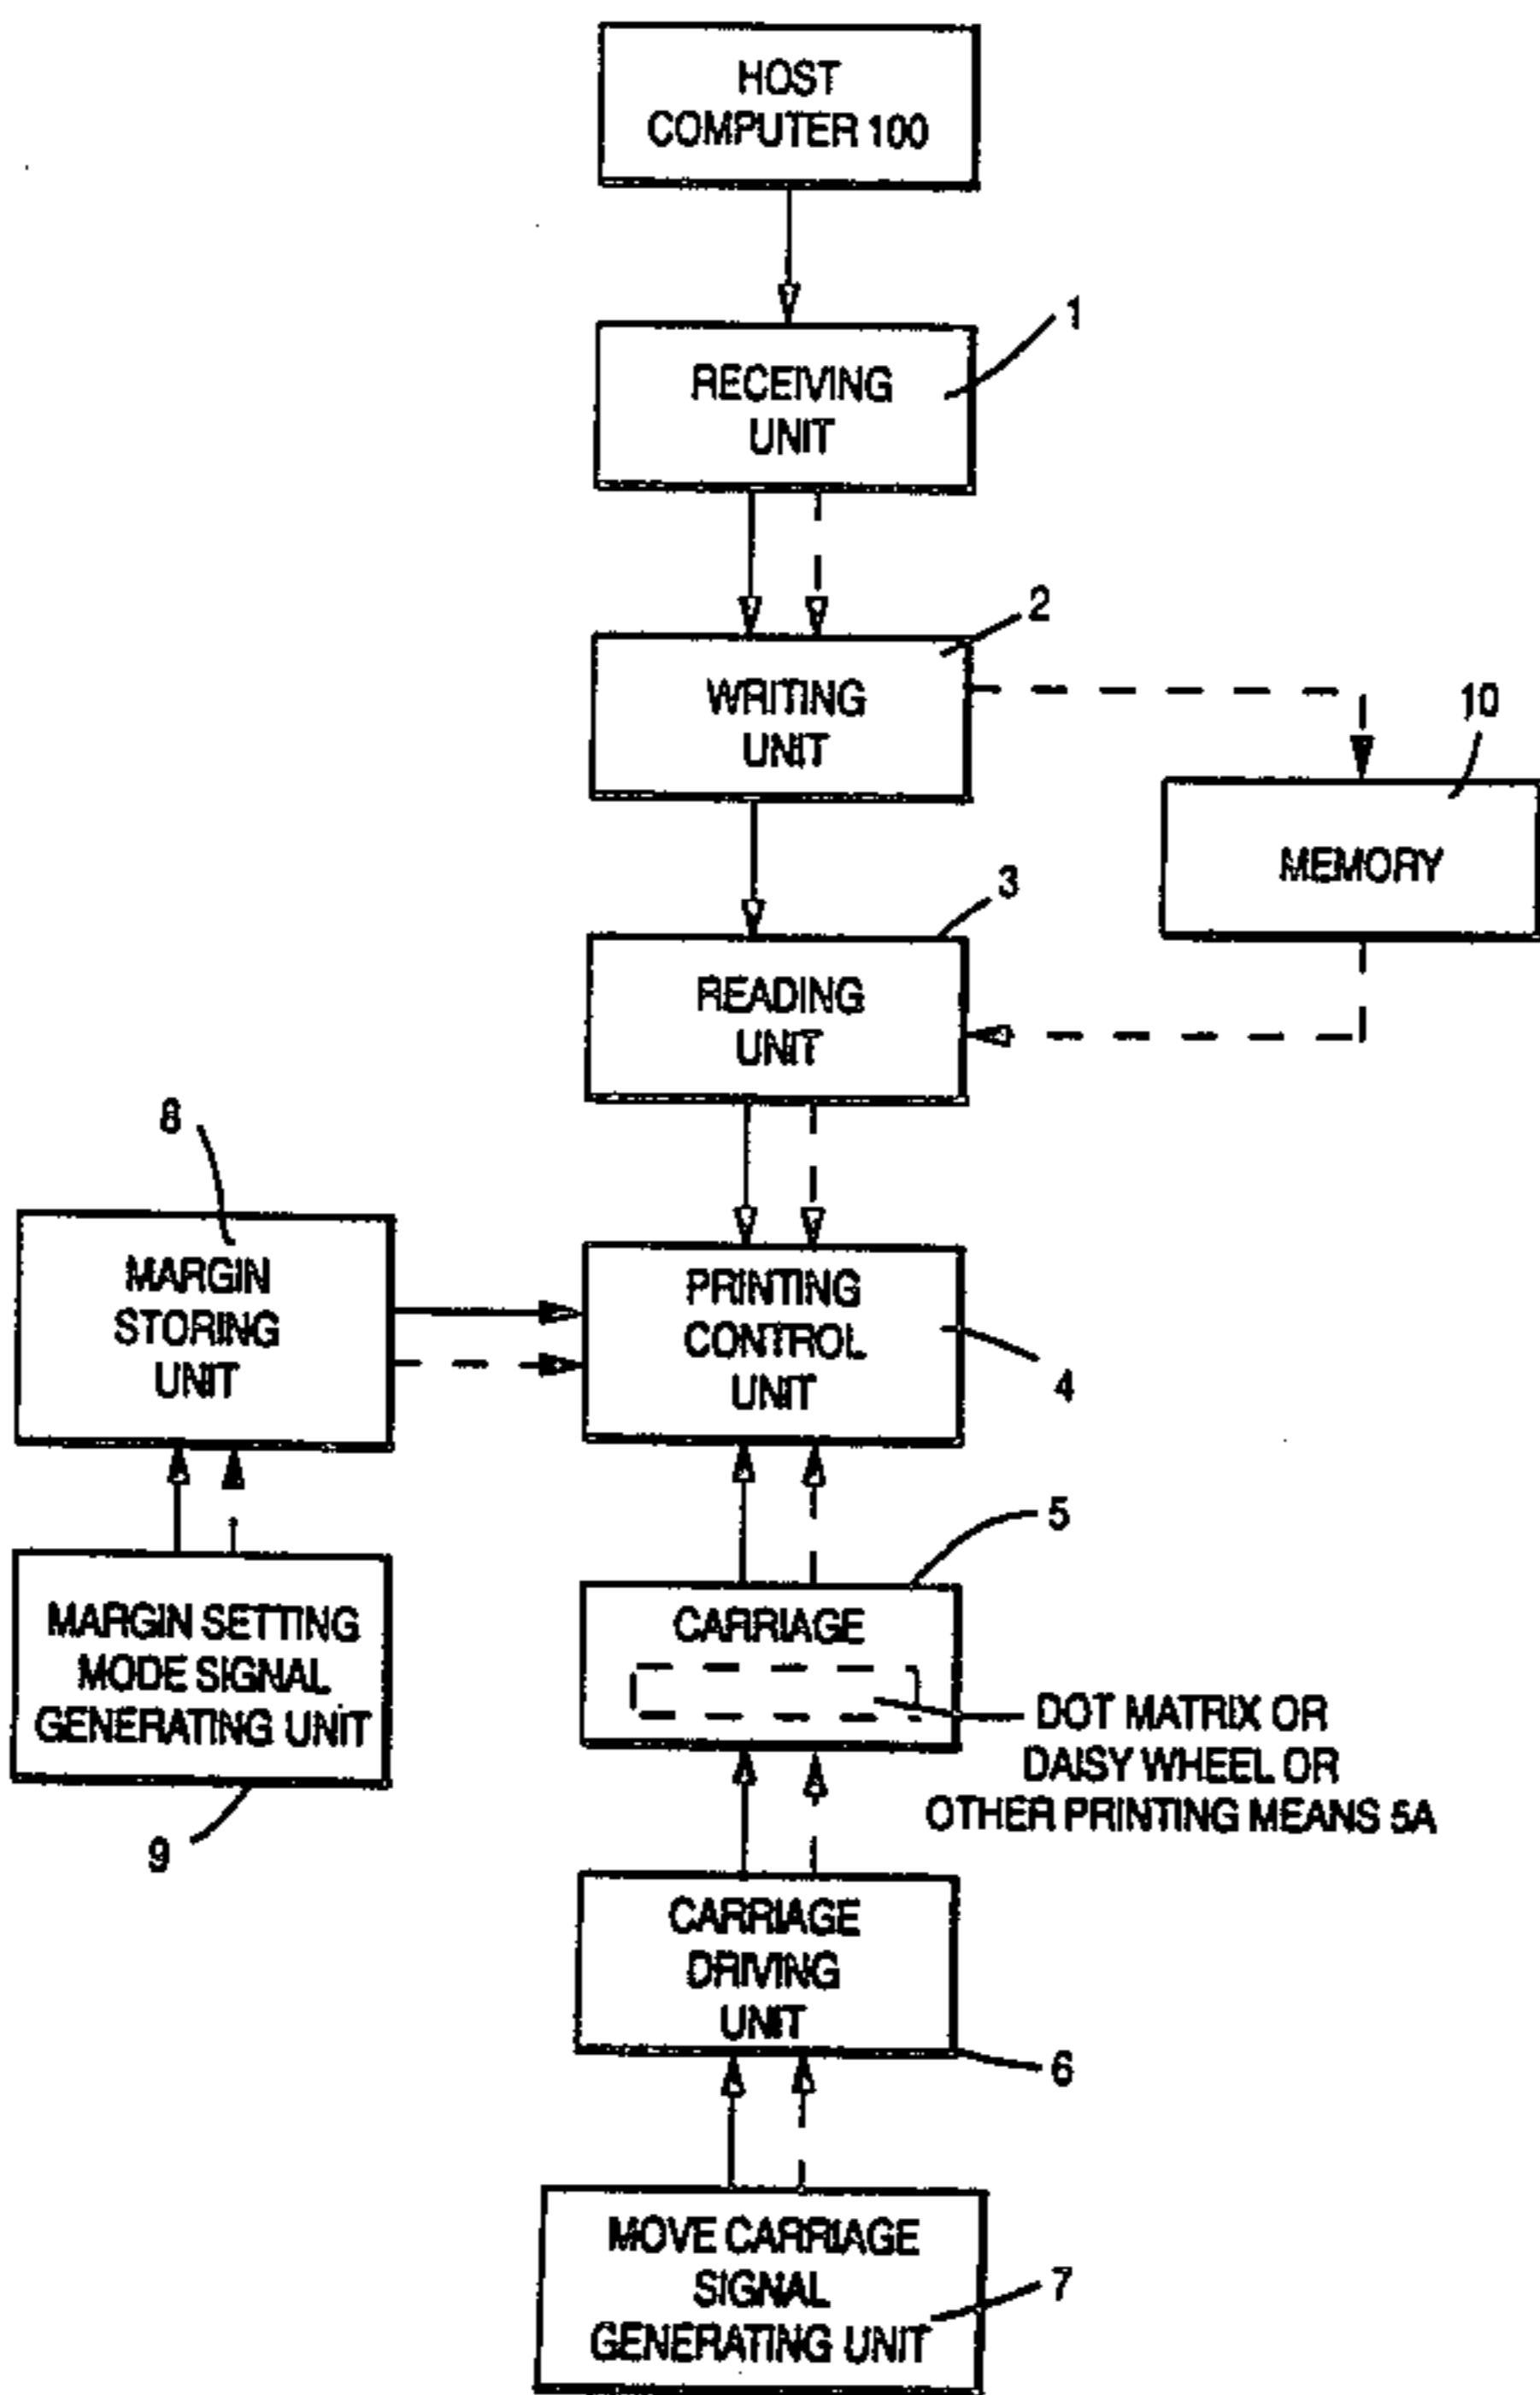 HOST
COMPUTER 100
1
RECEIVING
UNIT
2
WRITING
UNIT
10
MEMORY
3
READING
UNIT
8
MARGIN
STORING
UNIT
PRINTING
CONTROL
UNIT
4
5
CARRIAGE
MARGIN SETTING
MODE SIGNAL
GENERATING UNIT
9
DOT MATRIX OR
DAISY WHEEL OR
OTHER PRINTING MEANS 5A
CARRIAGE
DRIVING
UNIT
6
MOVE CARRIAGE
SIGNAL
GENERATING UNIT
7